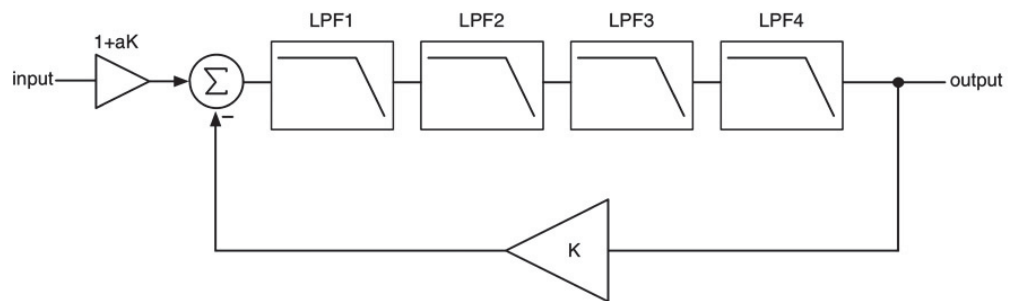 LPF1 LPF2 LPF3 LPF4
1+aK
input Σ output
−
K